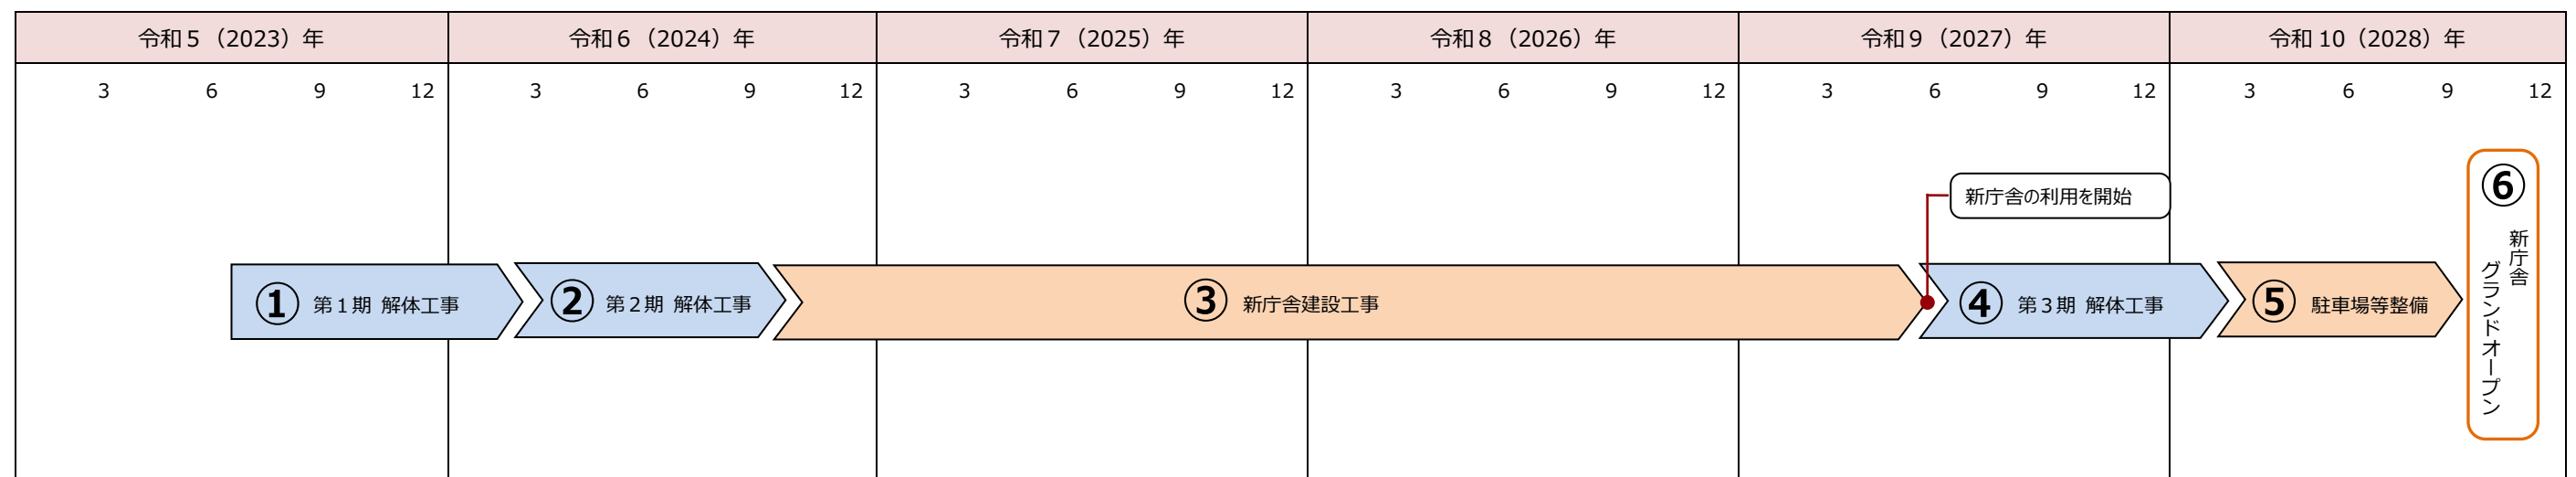 令和５（2023）年 令和６（2024）年 令和７（2025）年 令和８（2026）年 令和９（2027）年 令和 10（2028）年
3 6 9 12 3 6 9 12 3 6 9 12 3 6 9 12 3 6 9 12 3 6 9 12
新庁舎の利用を開始
① 第１期 解体工事
② 第２期 解体工事
③ 新庁舎建設工事
④ 第３期 解体工事
⑤ 駐車場等整備
⑥
新庁舎
グランドオープン